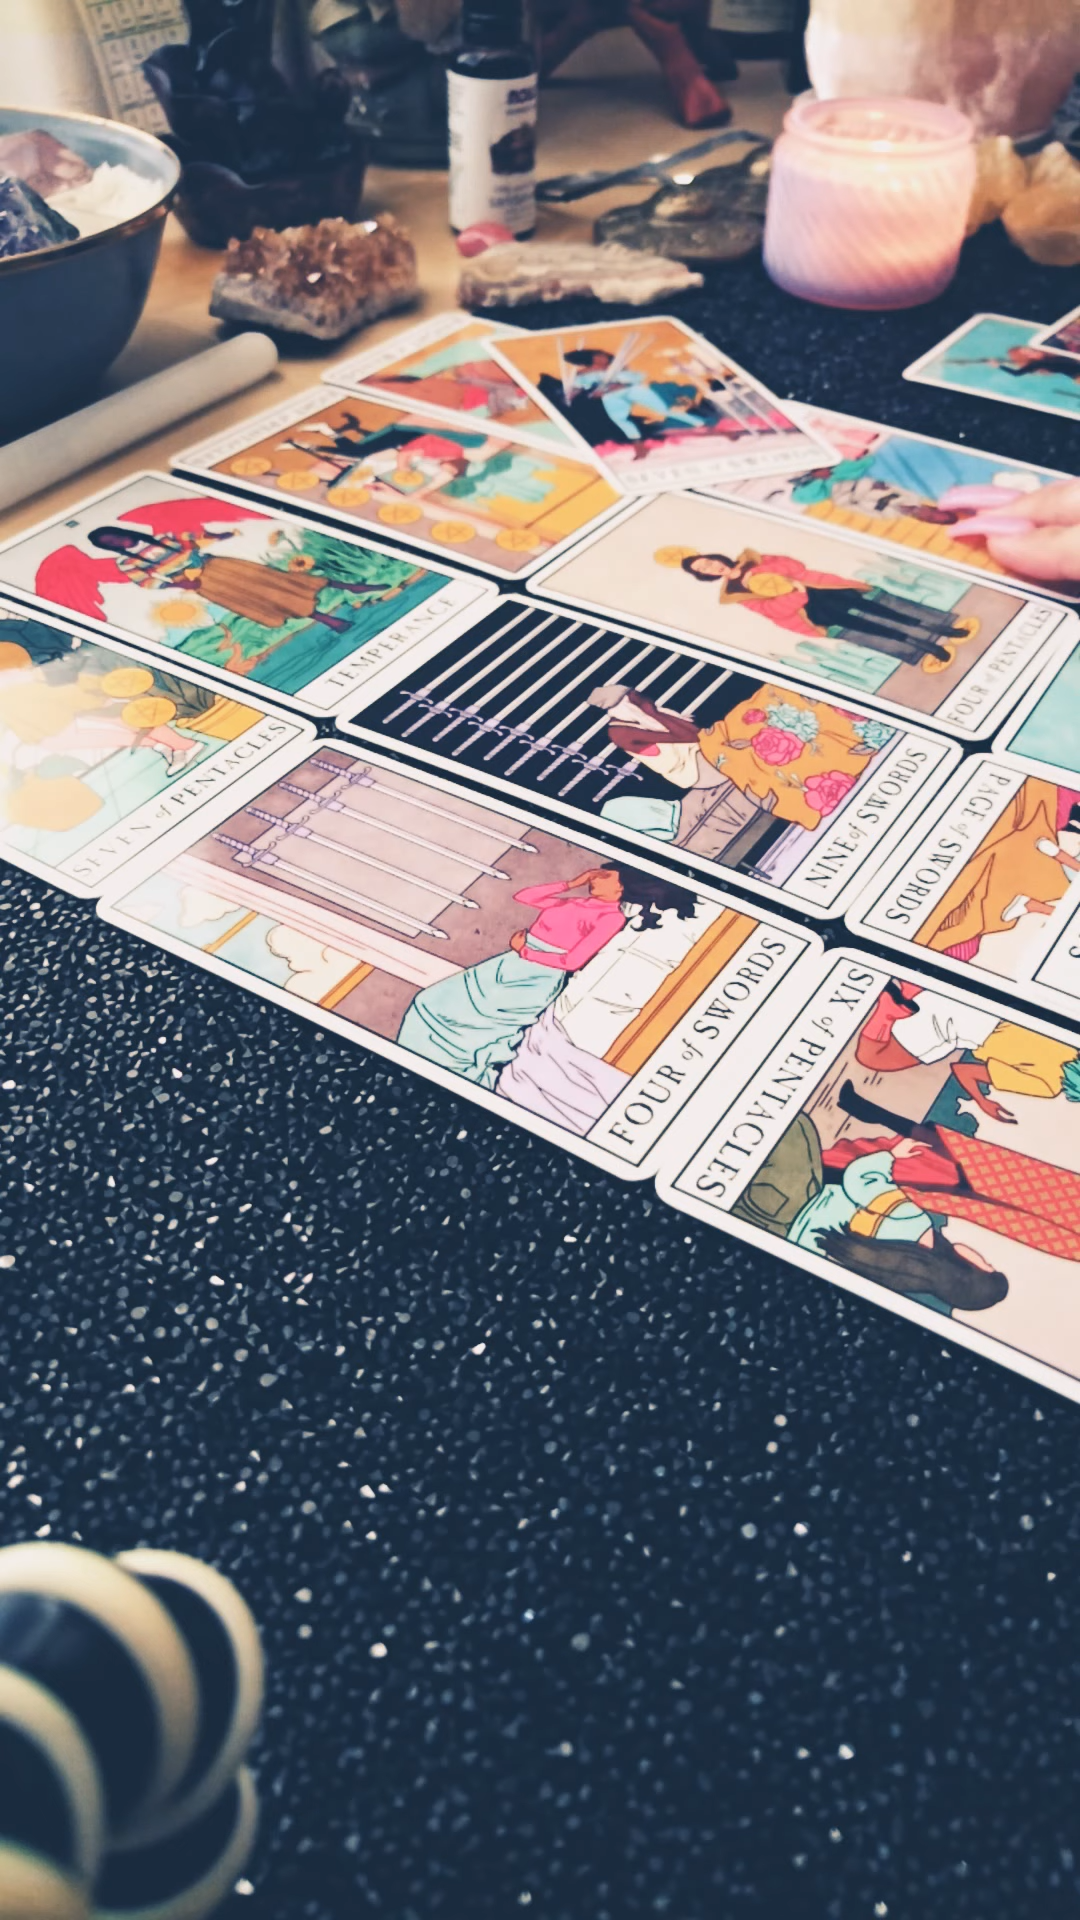 NOW
TEMPERANCE
FOUR of PENTACLES
SEVEN of PENTACLES
NINE of SWORDS
PAGE of SWORDS
FOUR of SWORDS
SIX of PENTACLES